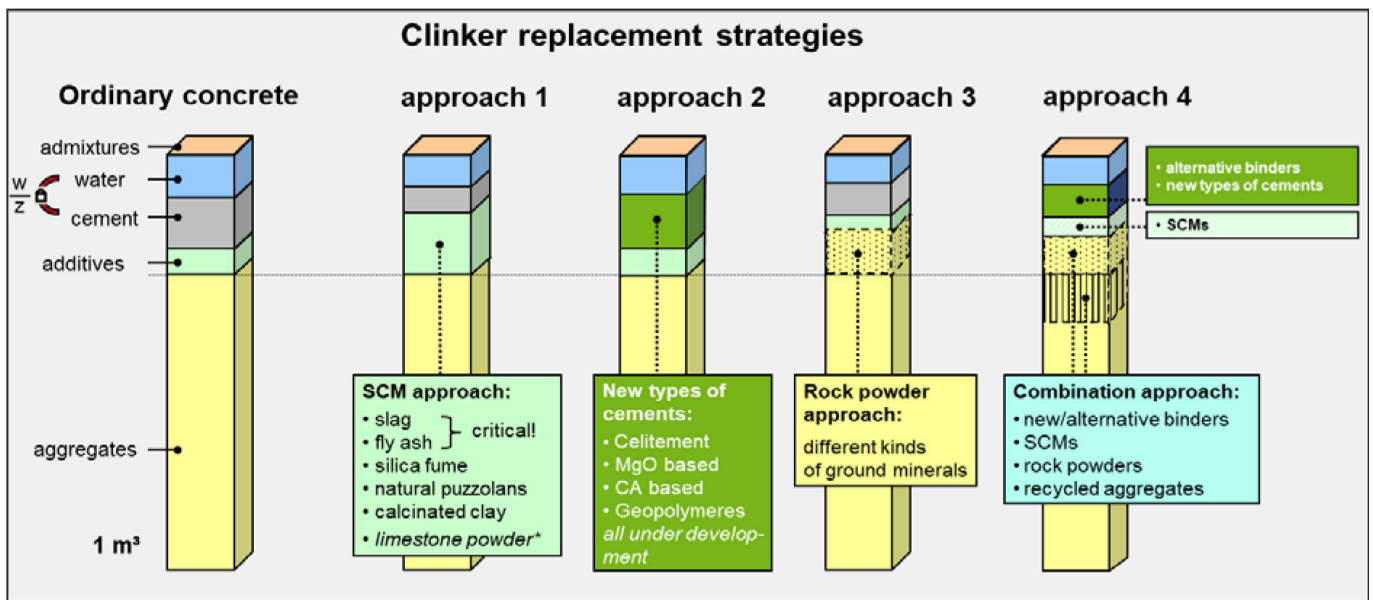 Clinker replacement strategies
Ordinary concrete
approach 1
approach 2
approach 3
approach 4
admixtures
water
w
z
cement
additives
aggregates
1 m³
• alternative binders
• new types of cements
• SCMs
SCM approach:
• slag
• fly ash
critical!
• silica fume
• natural puzzolans
• calcinated clay
• limestone powder*
New types of
cements:
• Celitement
• MgO based
• CA based
• Geopolymeres
all under develop-
ment
Rock powder
approach:
different kinds
of ground minerals
Combination approach:
• new/alternative binders
• SCMs
• rock powders
• recycled aggregates